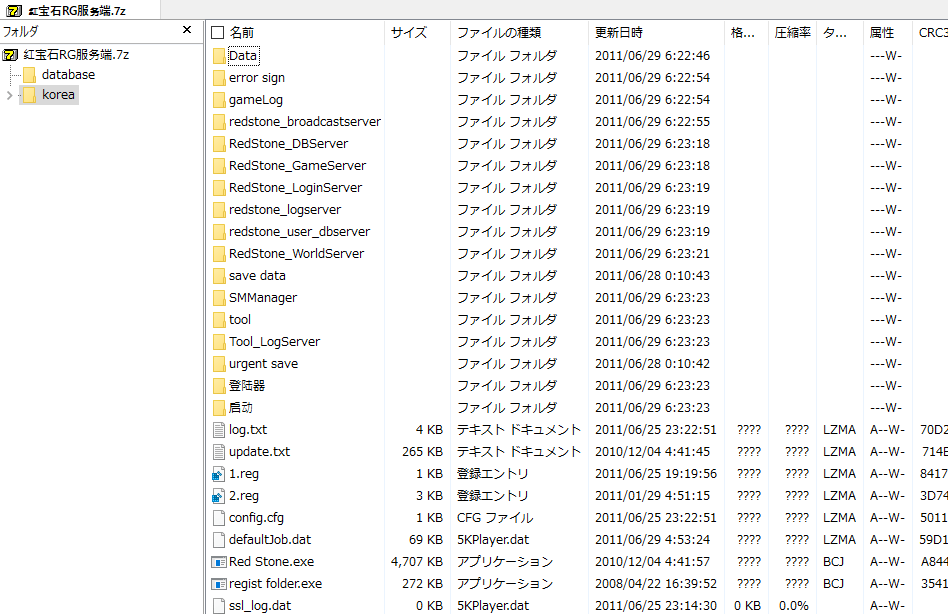 红宝石RG服务端.7z
フォルダ ×
红宝石RG服务端.7z
database
korea
名前 サイズ ファイルの種類 更新日時 格... 圧縮率 タ... 属性 CRC3
Data ファイル フォルダ 2011/06/29 6:22:46 ---W-
error sign ファイル フォルダ 2011/06/29 6:22:54 ---W-
gameLog ファイル フォルダ 2011/06/29 6:22:54 ---W-
redstone_broadcastserver ファイル フォルダ 2011/06/29 6:22:55 ---W-
RedStone_DBServer ファイル フォルダ 2011/06/29 6:23:18 ---W-
RedStone_GameServer ファイル フォルダ 2011/06/29 6:23:18 ---W-
RedStone_LoginServer ファイル フォルダ 2011/06/29 6:23:19 ---W-
redstone_logserver ファイル フォルダ 2011/06/29 6:23:19 ---W-
redstone_user_dbserver ファイル フォルダ 2011/06/29 6:23:19 ---W-
RedStone_WorldServer ファイル フォルダ 2011/06/29 6:23:21 ---W-
save data ファイル フォルダ 2011/06/28 0:10:43 ---W-
SMManager ファイル フォルダ 2011/06/29 6:23:23 ---W-
tool ファイル フォルダ 2011/06/29 6:23:23 ---W-
Tool_LogServer ファイル フォルダ 2011/06/29 6:23:23 ---W-
urgent save ファイル フォルダ 2011/06/28 0:10:42 ---W-
登陆器 ファイル フォルダ 2011/06/29 6:23:23 ---W-
启动 ファイル フォルダ 2011/06/29 6:23:23 ---W-
log.txt 4 KB テキスト ドキュメント 2011/06/25 23:22:51 ???? ???? LZMA A--W- 70D2
update.txt 265 KB テキスト ドキュメント 2010/12/04 4:41:45 ???? ???? LZMA A--W- 714E
1.reg 1 KB 登録エントリ 2011/06/25 19:19:56 ???? ???? LZMA A--W- 8417
2.reg 3 KB 登録エントリ 2011/01/29 4:51:15 ???? ???? LZMA A--W- 3D74
config.cfg 1 KB CFG ファイル 2011/06/25 23:22:51 ???? ???? LZMA A--W- 5011
defaultJob.dat 69 KB 5KPlayer.dat 2011/06/29 4:53:24 ???? ???? LZMA A--W- 59D1
Red Stone.exe 4,707 KB アプリケーション 2010/12/04 4:41:57 ???? ???? BCJ A--W- A844
regist folder.exe 272 KB アプリケーション 2008/04/22 16:39:52 ???? ???? BCJ A--W- 3541
ssl_log.dat 0 KB 5KPlayer.dat 2011/06/25 23:14:30 0 KB 0.0% A--W-